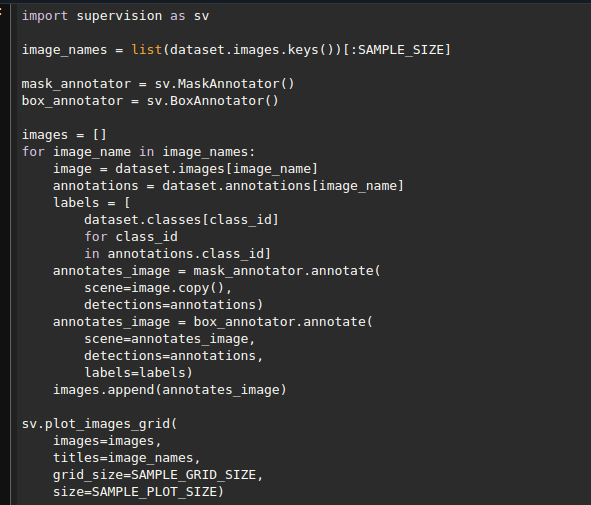 import supervision as sv
image_names = list(dataset.images.keys())[:SAMPLE_SIZE]
mask_annotator = sv.MaskAnnotator()
box_annotator = sv.BoxAnnotator()
images = []
for image_name in image_names:
    image = dataset.images[image_name]
    annotations = dataset.annotations[image_name]
    labels = [
        dataset.classes[class_id]
        for class_id
        in annotations.class_id]
    annotates_image = mask_annotator.annotate(
        scene=image.copy(),
        detections=annotations)
    annotates_image = box_annotator.annotate(
        scene=annotates_image,
        detections=annotations,
        labels=labels)
    images.append(annotates_image)
sv.plot_images_grid(
    images=images,
    titles=image_names,
    grid_size=SAMPLE_GRID_SIZE,
    size=SAMPLE_PLOT_SIZE)